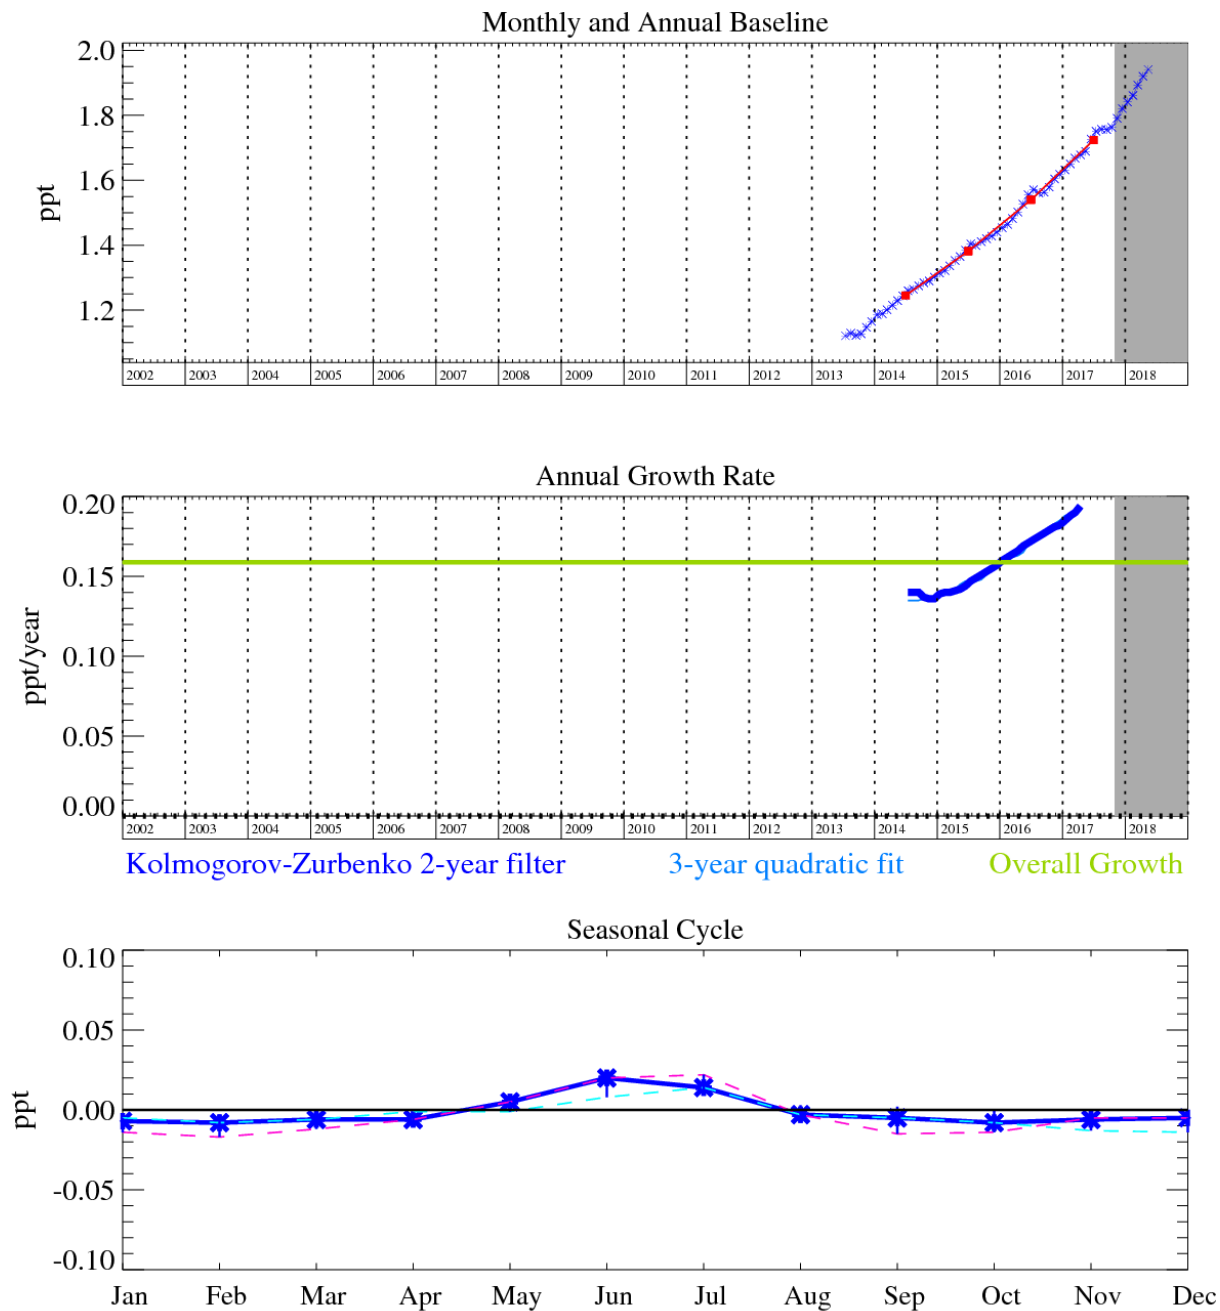 Monthly and Annual Baseline
2.0
1.8
1.6
1.4
1.2
ppt
2002 2003 2004 2005 2006 2007 2008 2009 2010 2011 2012 2013 2014 2015 2016 2017 2018
Annual Growth Rate
0.20
0.15
0.10
0.05
0.00
ppt/year
2002 2003 2004 2005 2006 2007 2008 2009 2010 2011 2012 2013 2014 2015 2016 2017 2018
Kolmogorov-Zurbenko 2-year filter 3-year quadratic fit Overall Growth
Seasonal Cycle
0.10
0.05
0.00
-0.05
-0.10
ppt
Jan Feb Mar Apr May Jun Jul Aug Sep Oct Nov Dec